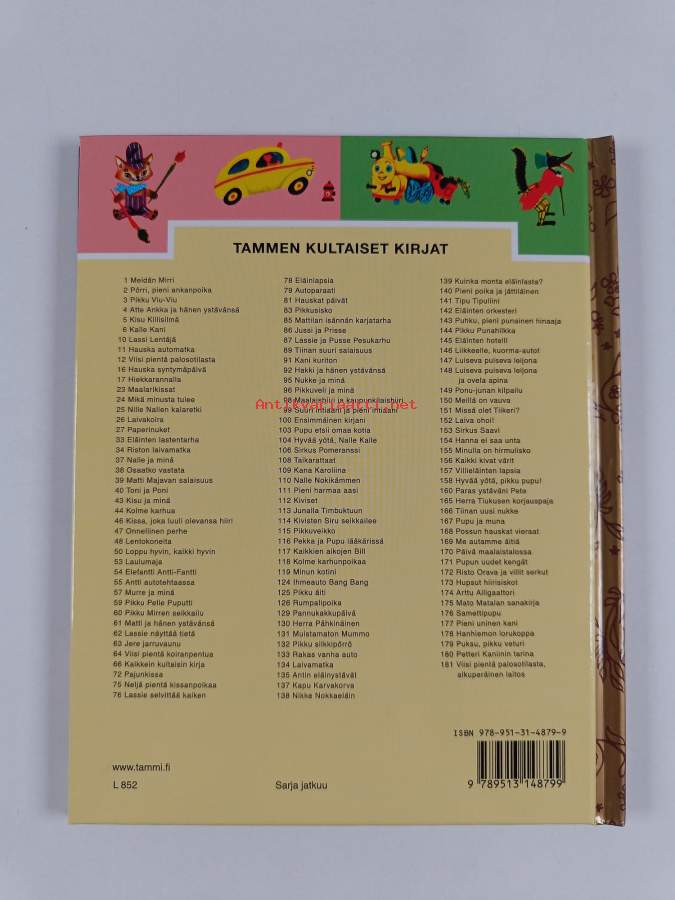 TAMMEN KULTAISET KIRJAT
1 Meidän Mirri
2 Pörri, pieni ankanpoika
3 Pikku Viu-Viu
4 Atte Ankka ja hänen ystävänsä
5 Kisu Kiiliisilmä
6 Kalle Kani
10 Lassi Lentäjä
11 Hauska automatka
12 Viisi pientä palosotilasta
16 Hauska syntymäpäivä
17 Hiekkarannalla
23 Maalarikissat
24 Mikä minusta tulee
25 Nille Nallen kalaretki
26 Laivakoira
27 Paperinuket
33 Eläinten lastentarha
34 Riston laivamatka
37 Nalle ja minä
38 Osaatko vastata
39 Matti Majavan salaisuus
40 Toni ja Poni
43 Kisu ja minä
44 Kolme karhua
46 Kissa, joka luuli olevansa hiiri
47 Onnellinen perhe
48 Lentokoneita
50 Loppu hyvin, kaikki hyvin
53 Laulumaja
54 Elefantti Antti-Fantti
55 Antti autotehtaassa
57 Murre ja minä
59 Pikku Pelle Puputti
60 Pikku Mirren seikkailu
61 Matti ja hänen ystävänsä
62 Lassie näyttää tietä
63 Jere jarruvaunu
64 Viisi pientä koiranpentua
66 Kaikkein kultaisin kirja
72 Pajunkissa
75 Neljä pientä kissanpoikaa
76 Lassie selvittää kaiken
78 Eläinlapsia
79 Autoparaati
81 Hauskat päivät
83 Pikkusisko
85 Mattilan isännän karjatarha
86 Jussi ja Prisse
87 Lassie ja Pusse Pesukarhu
89 Tiinan suuri salaisuus
91 Kani kuriton
92 Hekki ja hänen ystävänsä
95 Nukke ja minä
96 Pikkuveli ja minä
98 Maalaishiiri ja kaupunkilaishiiri
99 Suuri intiaani ja pieni intiaani
100 Ensimmäinen kirjani
103 Pupu etsii omaa kotia
104 Hyvää yötä, Nalle Kalle
106 Sirkus Pomeranssi
108 Taikarattaat
109 Kana Karoliina
110 Nalle Nokikämmen
111 Pieni harmaa aasi
112 Kiviset
113 Junalla Timbuktuun
114 Kivisten Siru seikkailee
115 Pikkuveikko
116 Pekka ja Pupu lääkärissä
117 Kaikkien aikojen Bill
118 Kolme karhunpoikaa
119 Minun kotini
124 Ihmeauto Bang Bang
125 Pikku äiti
126 Rumpalipoika
129 Pannukakkupäivä
130 Herra Pähkinäinen
131 Muistamaton Mummo
132 Pikku silkkipörrö
133 Rakas vanha auto
134 Laivamatka
135 Antin eläinystävät
137 Kapu Karvakorva
138 Nikke Nokkaeläin
139 Kuinka monta eläinlasta?
140 Pieni poika ja jättiläinen
141 Tipu Tipuliini
142 Eläinten orkesteri
143 Puhku, pieni punainen hinaaja
144 Pikku Punahilkka
145 Eläinten hotelli
146 Liikkeelle, kuorma-autot
147 Luiseva puiseva leijona
148 Luiseva puiseva leijona
ja ovela apina
149 Ponu-junan kilpailu
150 Meillä on vauva
151 Missä olet Tiikeri?
152 Laiva ohoi!
153 Sirkus Saavi
154 Hanna ei saa unta
155 Minulla on hirmulisko
156 Kaikki kivat värit
157 Villieläinten lapsia
158 Hyvää yötä, pikku pupu!
160 Paras ystäväni Pete
165 Herra Tiukusen korjauspaja
166 Tiinan uusi nukke
167 Pupu ja muna
168 Possun hauskat vieraat
169 Me autamme äitiä
170 Päivä maalaistalossa
171 Pupun uudet kengät
172 Risto Orava ja villit serkut
173 Hupsut hiirisiskot
174 Arttu Alligaattori
175 Mato Matalan sanakirja
176 Samettipupu
177 Pieni uninen kani
178 Hanhiemon lorukoppa
179 Puksu, pikku veturi
180 Petteri Kaniinin tarina
181 Viisi pientä palosotilasta,
alkuperäinen laitos
Antikvariaatti.net
ISBN 978-951-31-4879-9
9 789513 148799
www.tammi.fi
L 852
Sarja jatkuu